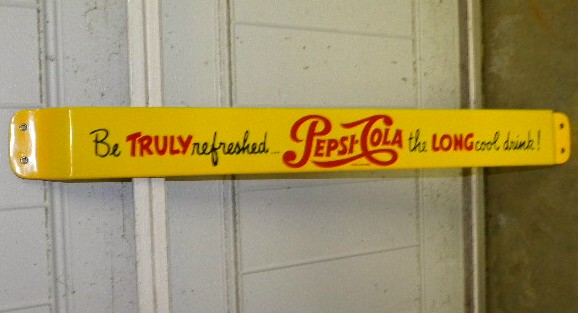 Be TRULY refreshed... PEPSI-COLA the LONG cool drink!